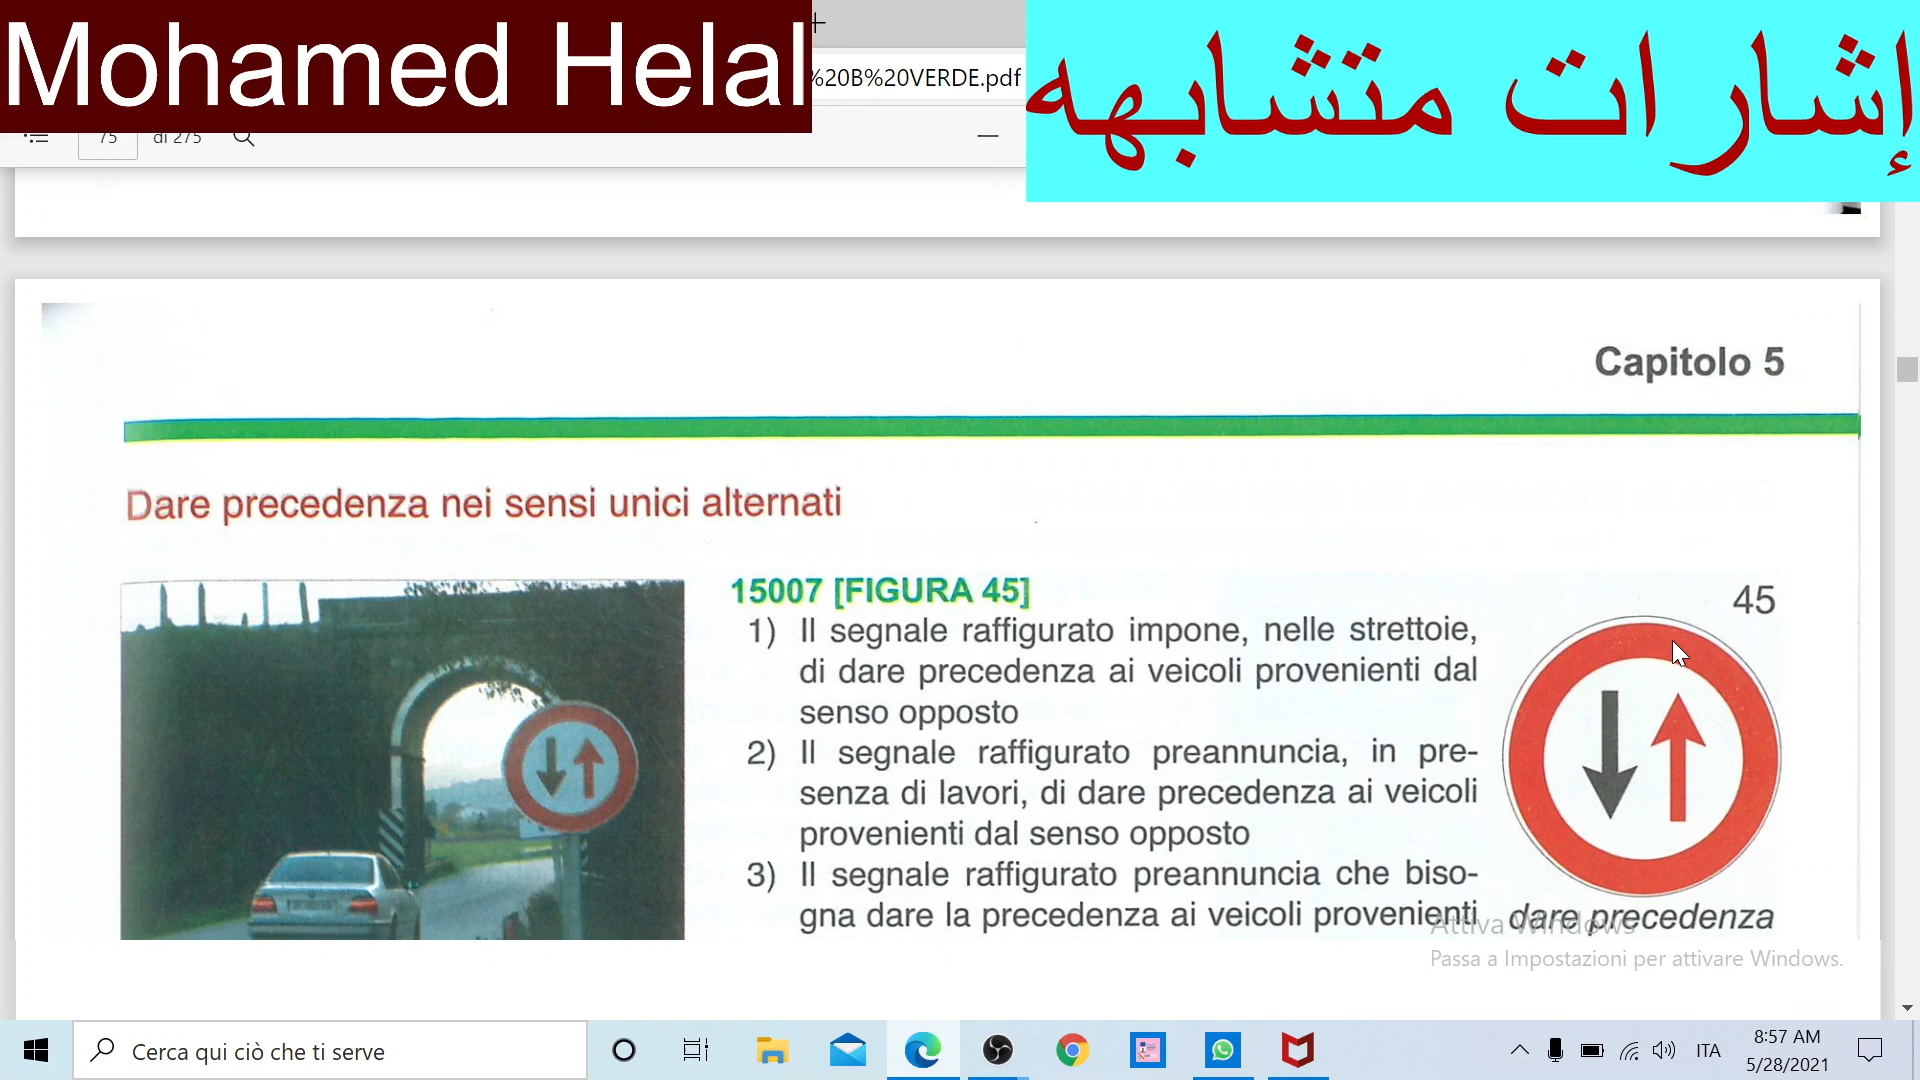 Mohamed Helal
إشارات متشابهه
%20B%20VERDE.pdf
75 di 275
Capitolo 5
Dare precedenza nei sensi unici alternati
15007 [FIGURA 45]
1) Il segnale raffigurato impone, nelle strettoie,
di dare precedenza ai veicoli provenienti dal
senso opposto
2) Il segnale raffigurato preannuncia, in pre-
senza di lavori, di dare precedenza ai veicoli
provenienti dal senso opposto
3) Il segnale raffigurato preannuncia che biso-
gna dare la precedenza ai veicoli provenienti
45
dare precedenza
Attiva Windows
Passa a Impostazioni per attivare Windows.
Cerca qui ciò che ti serve
ITA
8:57 AM
5/28/2021